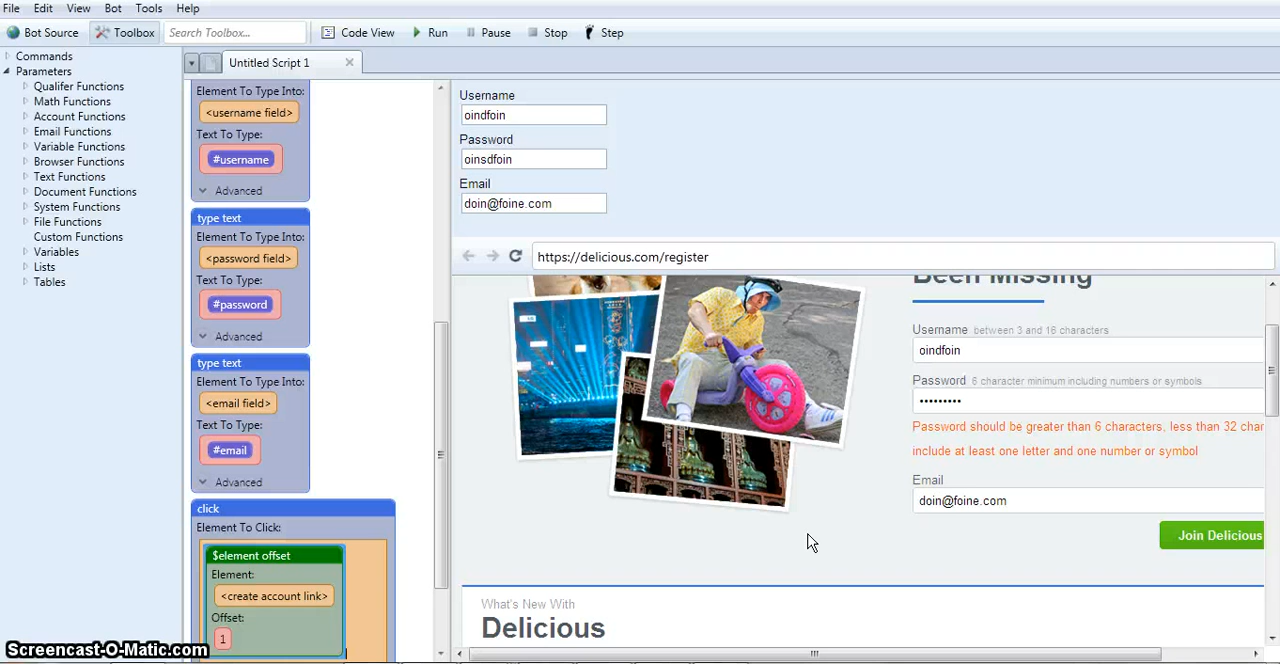 File Edit View Bot Tools Help
Bot Source Toolbox Search Toolbox... Code View Run Pause Stop Step
Commands
Parameters
Qualifer Functions
Math Functions
Account Functions
Email Functions
Variable Functions
Browser Functions
Text Functions
Document Functions
System Functions
File Functions
Custom Functions
Variables
Lists
Tables
Untitled Script 1
Element To Type Into:
<username field>
Text To Type:
#username
Advanced
type text
Element To Type Into:
<password field>
Text To Type:
#password
Advanced
type text
Element To Type Into:
<email field>
Text To Type:
#email
Advanced
click
Element To Click:
$element offset
Element:
<create account link>
Offset:
1
Username
oindfoin
Password
oinsdfoin
Email
doin@foine.com
https://delicious.com/register
Been Missing
Username between 3 and 16 characters
oindfoin
Password 6 character minimum including numbers or symbols
•••••••••
Password should be greater than 6 characters, less than 32 char
include at least one letter and one number or symbol
Email
doin@foine.com
Join Delicious
What's New With
Delicious
Screencast-O-Matic.com